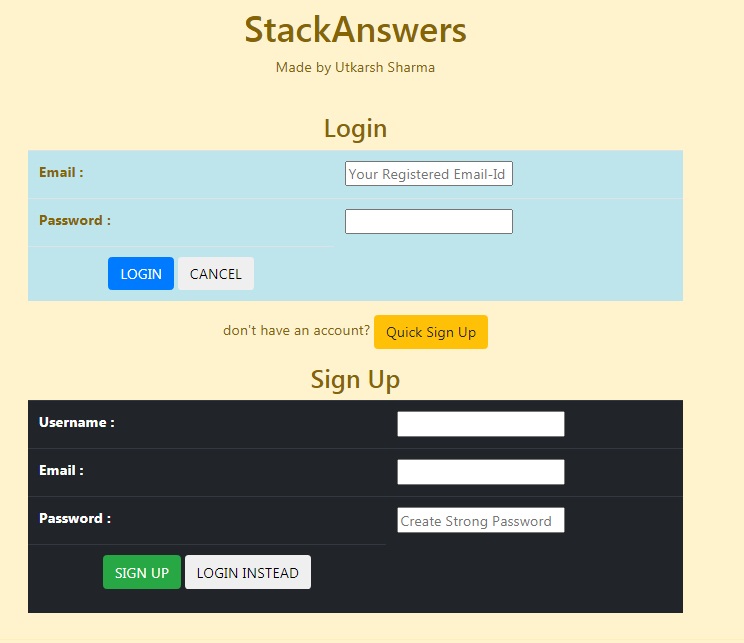 StackAnswers
Made by Utkarsh Sharma
Login
Email : Your Registered Email-Id
Password :
LOGIN CANCEL
don't have an account? Quick Sign Up
Sign Up
Username :
Email :
Password : Create Strong Password
SIGN UP LOGIN INSTEAD